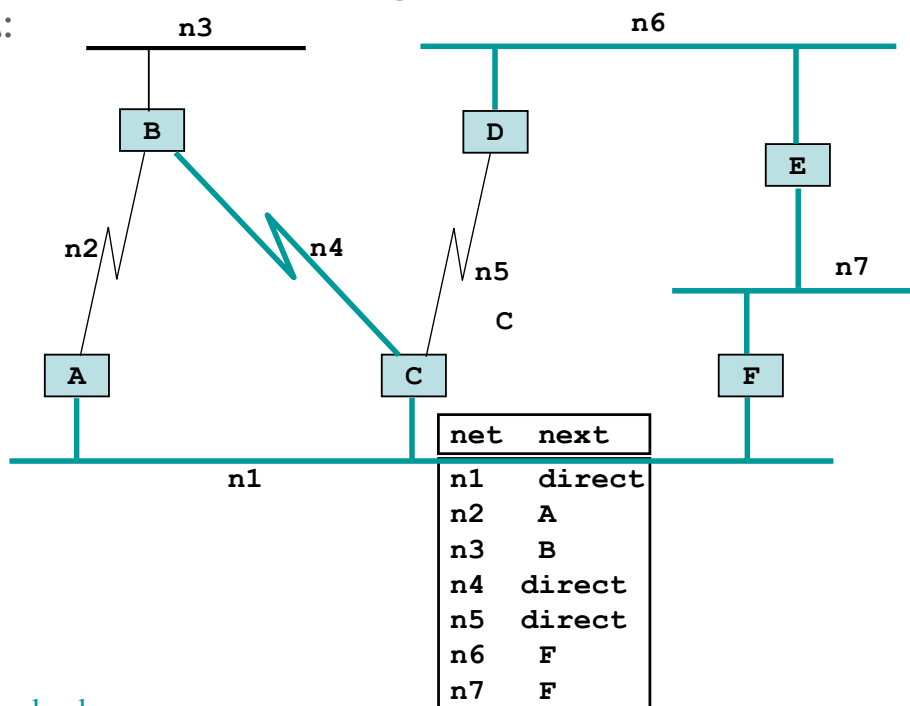 n3
n6
B
D
E
n2
n4
n5
n7
C
A
C
F
net next
n1
n1 direct
n2 A
n3 B
n4 direct
n5 direct
n6 F
n7 F